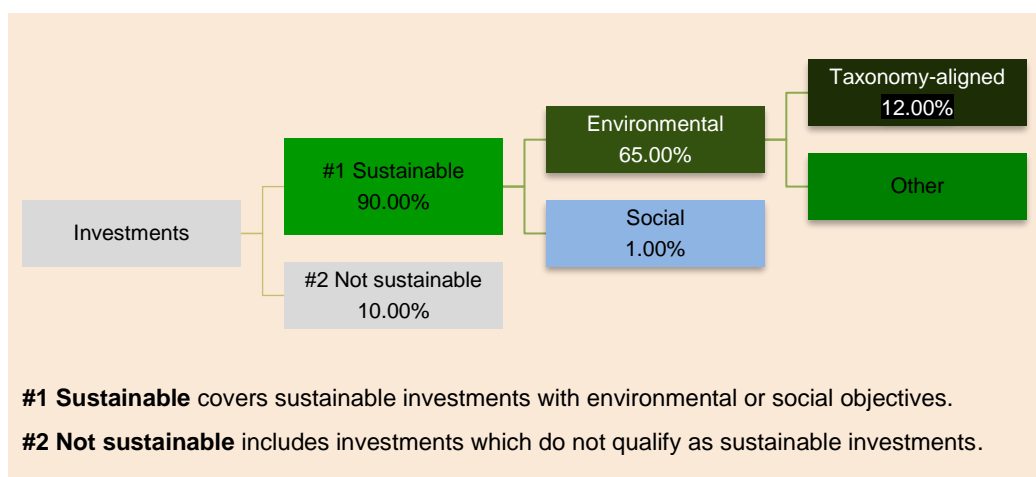 Taxonomy-aligned
12.00%
Environmental
65.00%
#1 Sustainable
90.00%
Other
Investments
Social
1.00%
#2 Not sustainable
10.00%
#1 Sustainable covers sustainable investments with environmental or social objectives.
#2 Not sustainable includes investments which do not qualify as sustainable investments.